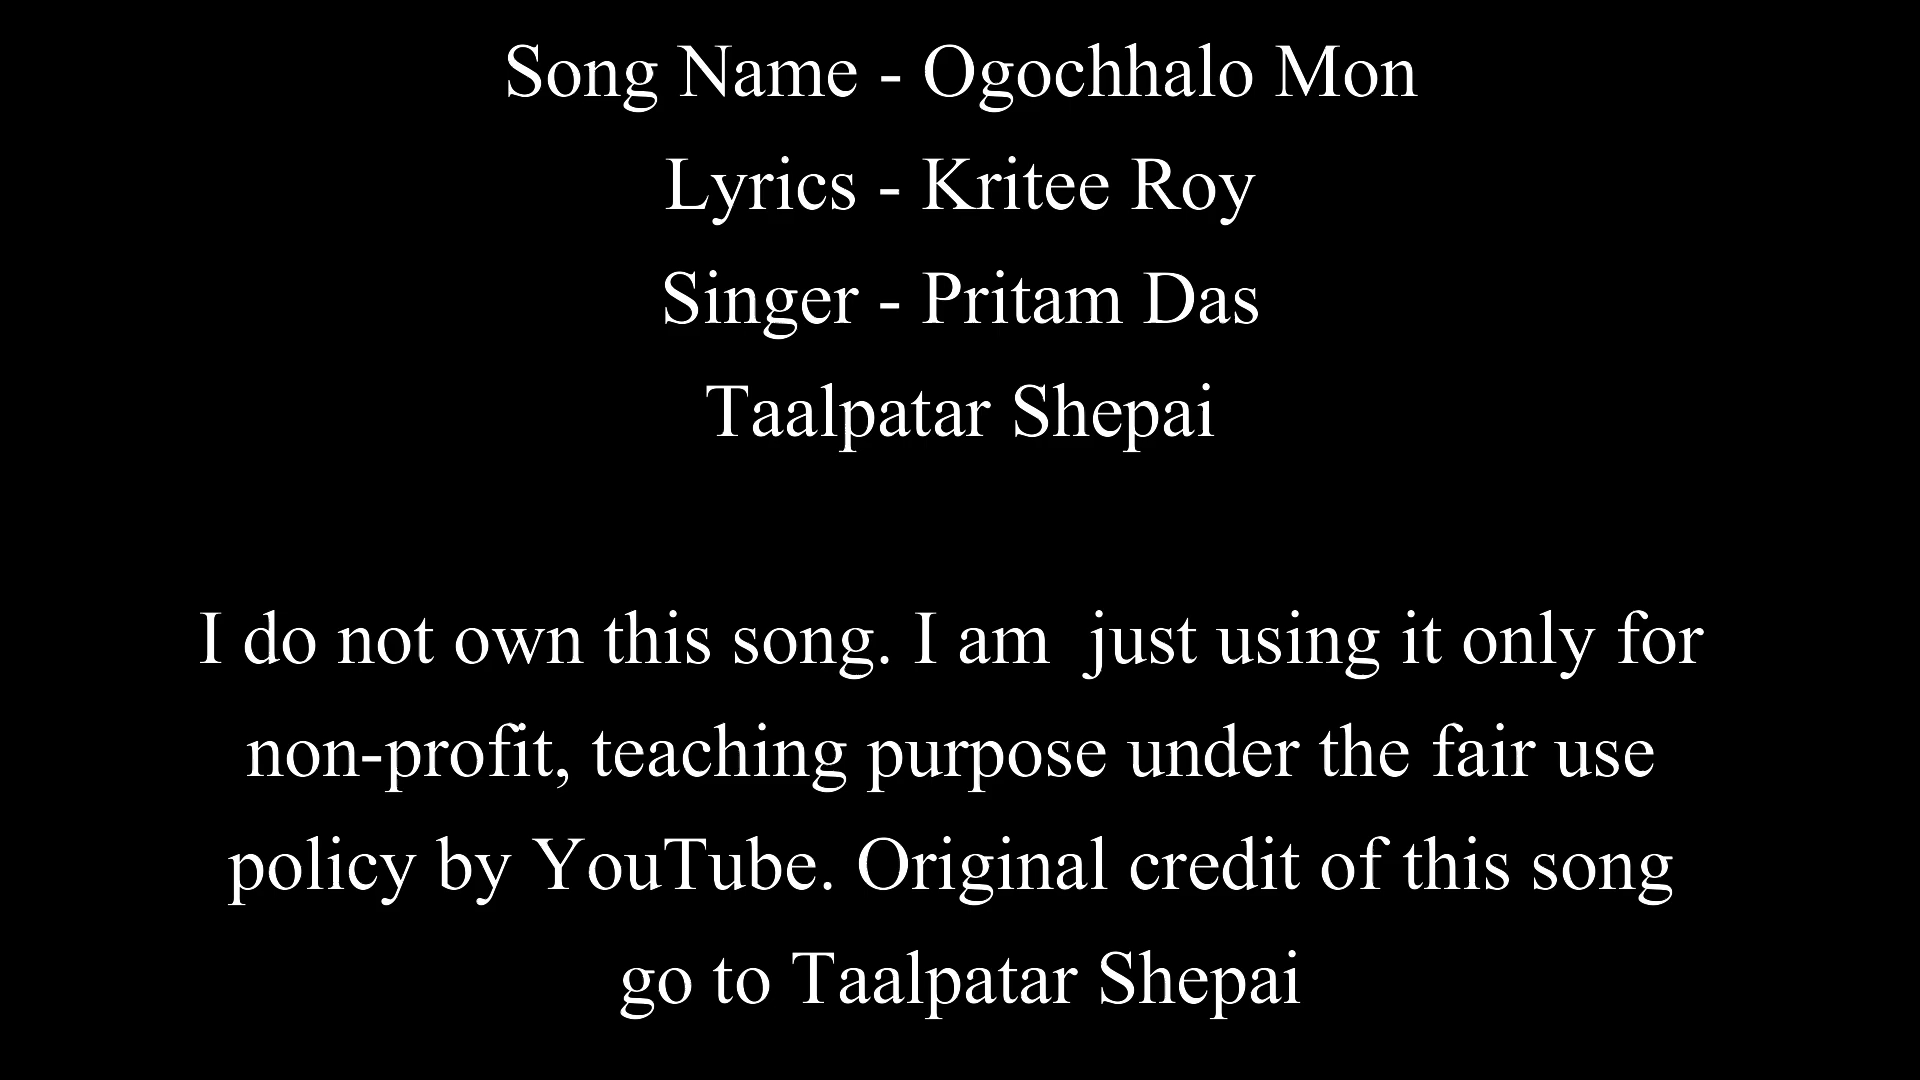 Song Name - Ogochhalo Mon
Lyrics - Kritee Roy
Singer - Pritam Das
Taalpatar Shepai
I do not own this song. I am  just using it only for
non-profit, teaching purpose under the fair use
policy by YouTube. Original credit of this song
go to Taalpatar Shepai